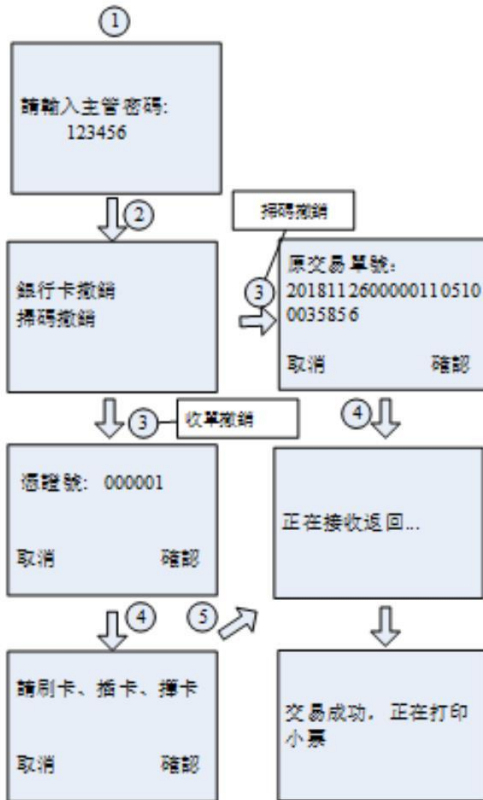 1
請輸入主管密碼:
123456
2
掃碼撤銷
銀行卡撤銷
掃碼撤銷
3
原交易單號:
2018112600000110510
0035856
取消 確認
3
收單撤銷
4
憑證號: 000001
取消 確認
正在接收返回...
4
5
請刷卡、插卡、揮卡
取消 確認
交易成功, 正在打印
小票